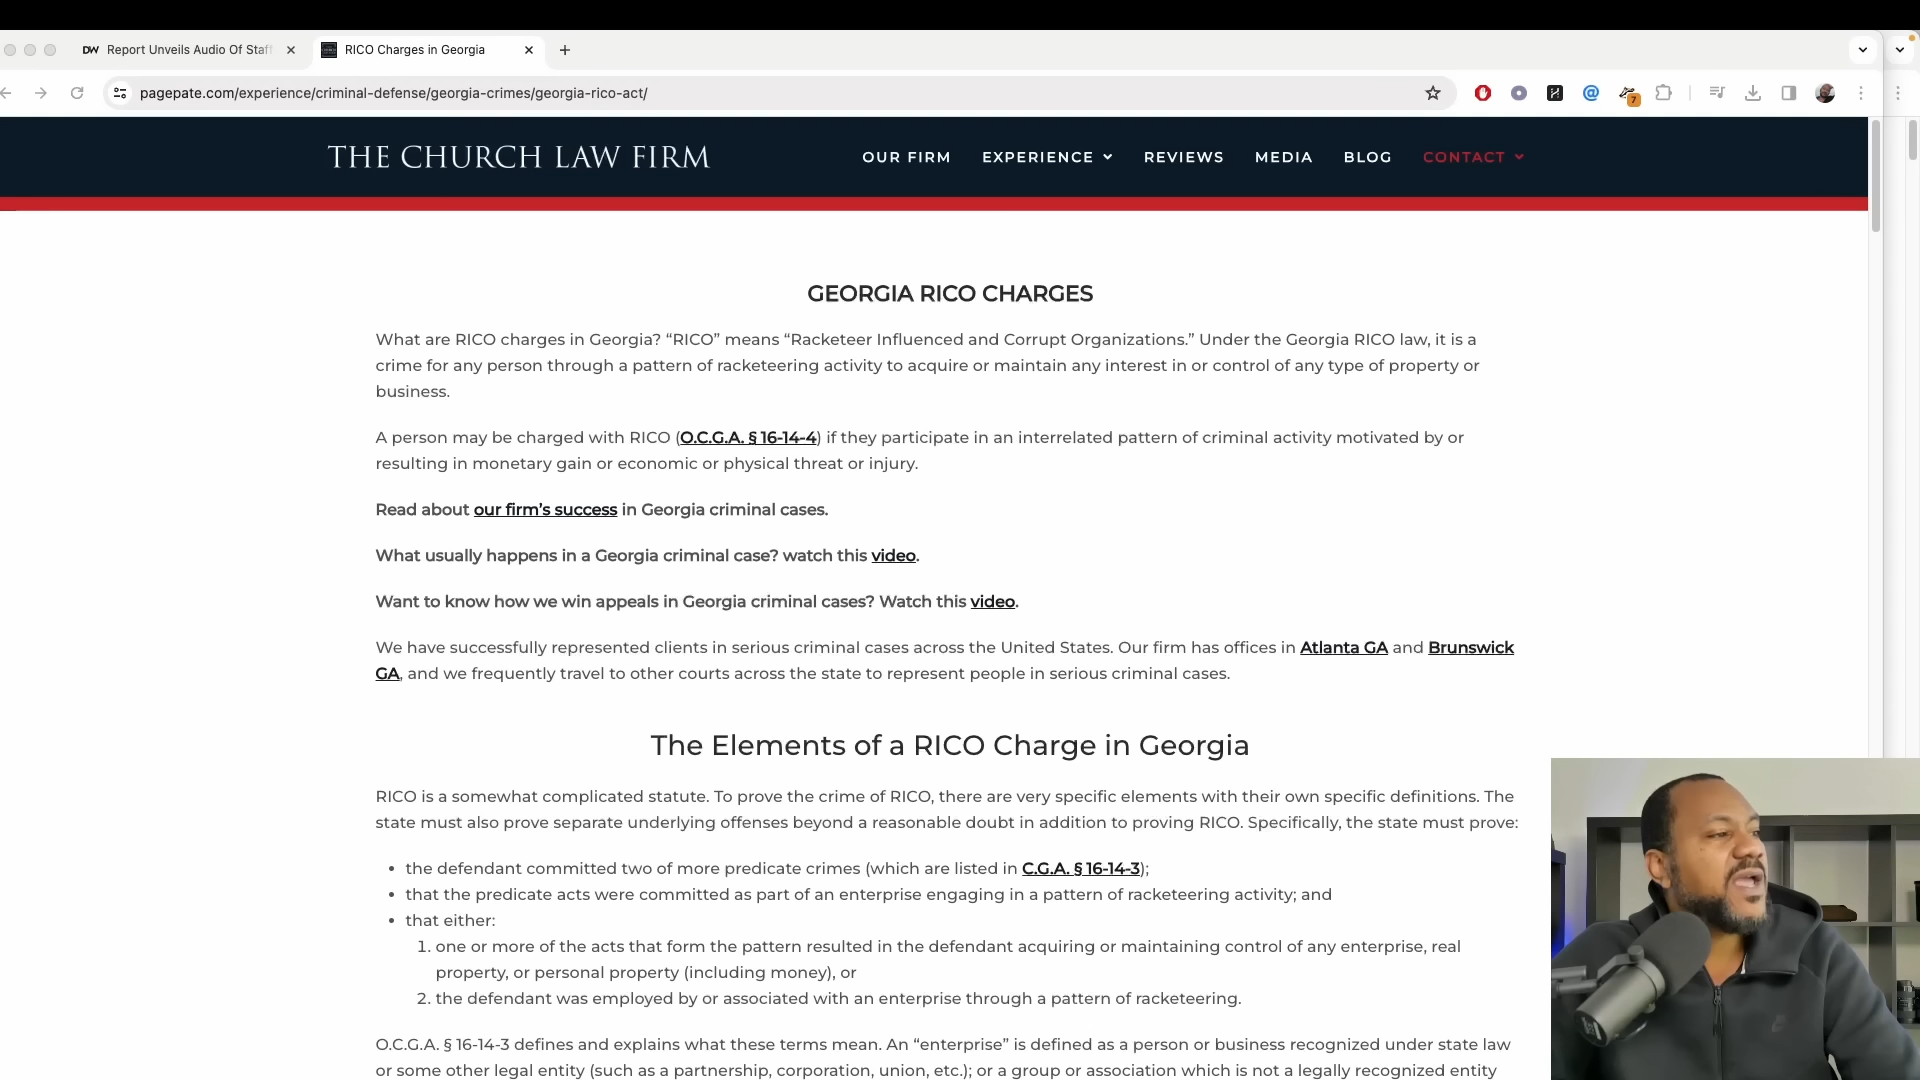 DW Report Unveils Audio Of Staf
RICO Charges in Georgia
pagepate.com/experience/criminal-defense/georgia-crimes/georgia-rico-act/
7
THE CHURCH LAW FIRM
OUR FIRM EXPERIENCE REVIEWS MEDIA BLOG CONTACT
GEORGIA RICO CHARGES
What are RICO charges in Georgia? “RICO” means “Racketeer Influenced and Corrupt Organizations.” Under the Georgia RICO law, it is a
crime for any person through a pattern of racketeering activity to acquire or maintain any interest in or control of any type of property or
business.
A person may be charged with RICO (O.C.G.A. § 16-14-4) if they participate in an interrelated pattern of criminal activity motivated by or
resulting in monetary gain or economic or physical threat or injury.
Read about our firm’s success in Georgia criminal cases.
What usually happens in a Georgia criminal case? watch this video.
Want to know how we win appeals in Georgia criminal cases? Watch this video.
We have successfully represented clients in serious criminal cases across the United States. Our firm has offices in Atlanta GA and Brunswick
GA, and we frequently travel to other courts across the state to represent people in serious criminal cases.
The Elements of a RICO Charge in Georgia
RICO is a somewhat complicated statute. To prove the crime of RICO, there are very specific elements with their own specific definitions. The
state must also prove separate underlying offenses beyond a reasonable doubt in addition to proving RICO. Specifically, the state must prove:
• the defendant committed two of more predicate crimes (which are listed in C.G.A. § 16-14-3);
• that the predicate acts were committed as part of an enterprise engaging in a pattern of racketeering activity; and
• that either:
1. one or more of the acts that form the pattern resulted in the defendant acquiring or maintaining control of any enterprise, real
property, or personal property (including money), or
2. the defendant was employed by or associated with an enterprise through a pattern of racketeering.
O.C.G.A. § 16-14-3 defines and explains what these terms mean. An “enterprise” is defined as a person or business recognized under state law
or some other legal entity (such as a partnership, corporation, union, etc.); or a group or association which is not a legally recognized entity